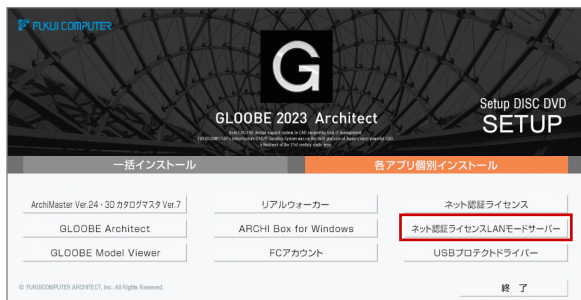 FUKUI COMPUTER
G
GLOOBE 2023 Architect
Setup DISC DVD
SETUP
一括インストール
各アプリ個別インストール
ArchiMaster Ver.24・3D カタログマスタ Ver.7
リアルウォーカー
ネット認証ライセンス
GLOOBE Architect
ARCHI Box for Windows
ネット認証ライセンスLANモードサーバー
GLOOBE Model Viewer
FCアカウント
USBプロテクトドライバー
© FUKUICOMPUTER ARCHITECT, Inc. All Rights Reserved.
終 了